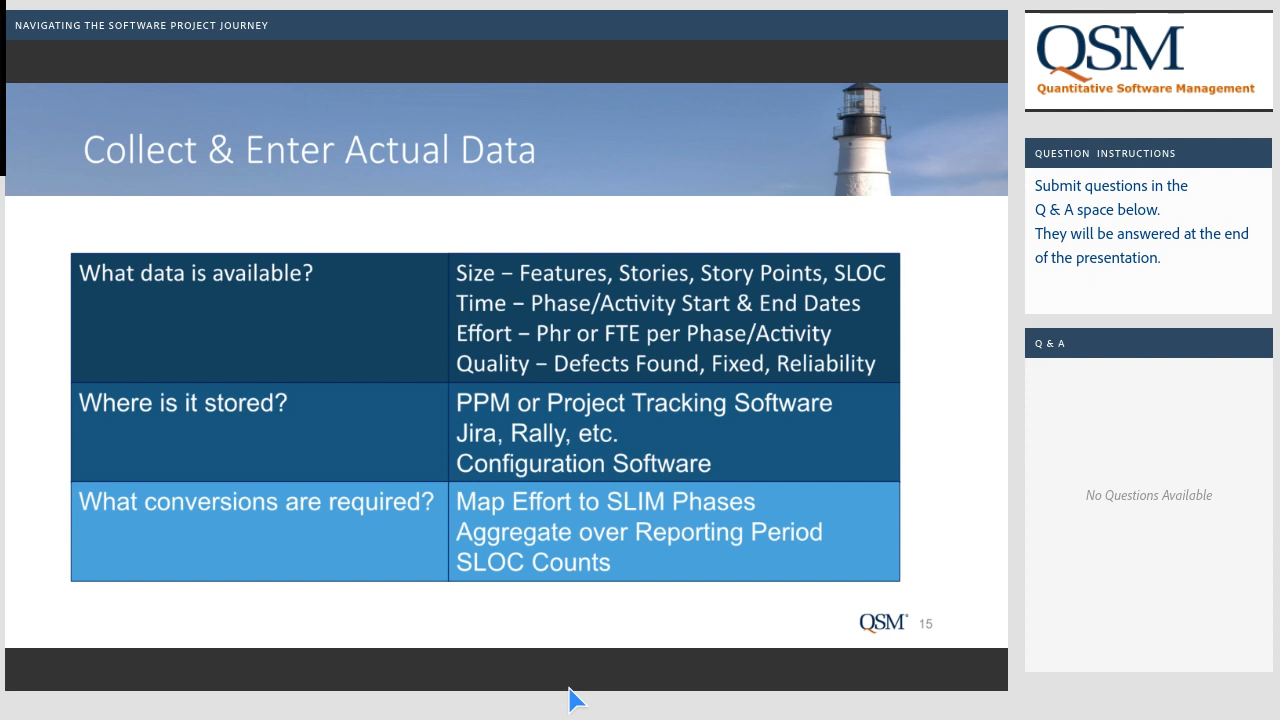 NAVIGATING THE SOFTWARE PROJECT JOURNEY
Collect & Enter Actual Data
What data is available?
Size – Features, Stories, Story Points, SLOC
Time – Phase/Activity Start & End Dates
Effort – Phr or FTE per Phase/Activity
Quality – Defects Found, Fixed, Reliability
Where is it stored?
PPM or Project Tracking Software
Jira, Rally, etc.
Configuration Software
What conversions are required?
Map Effort to SLIM Phases
Aggregate over Reporting Period
SLOC Counts
QSM® 15
QSM
Quantitative Software Management
QUESTION INSTRUCTIONS
Submit questions in the
Q & A space below.
They will be answered at the end
of the presentation.
Q & A
No Questions Available